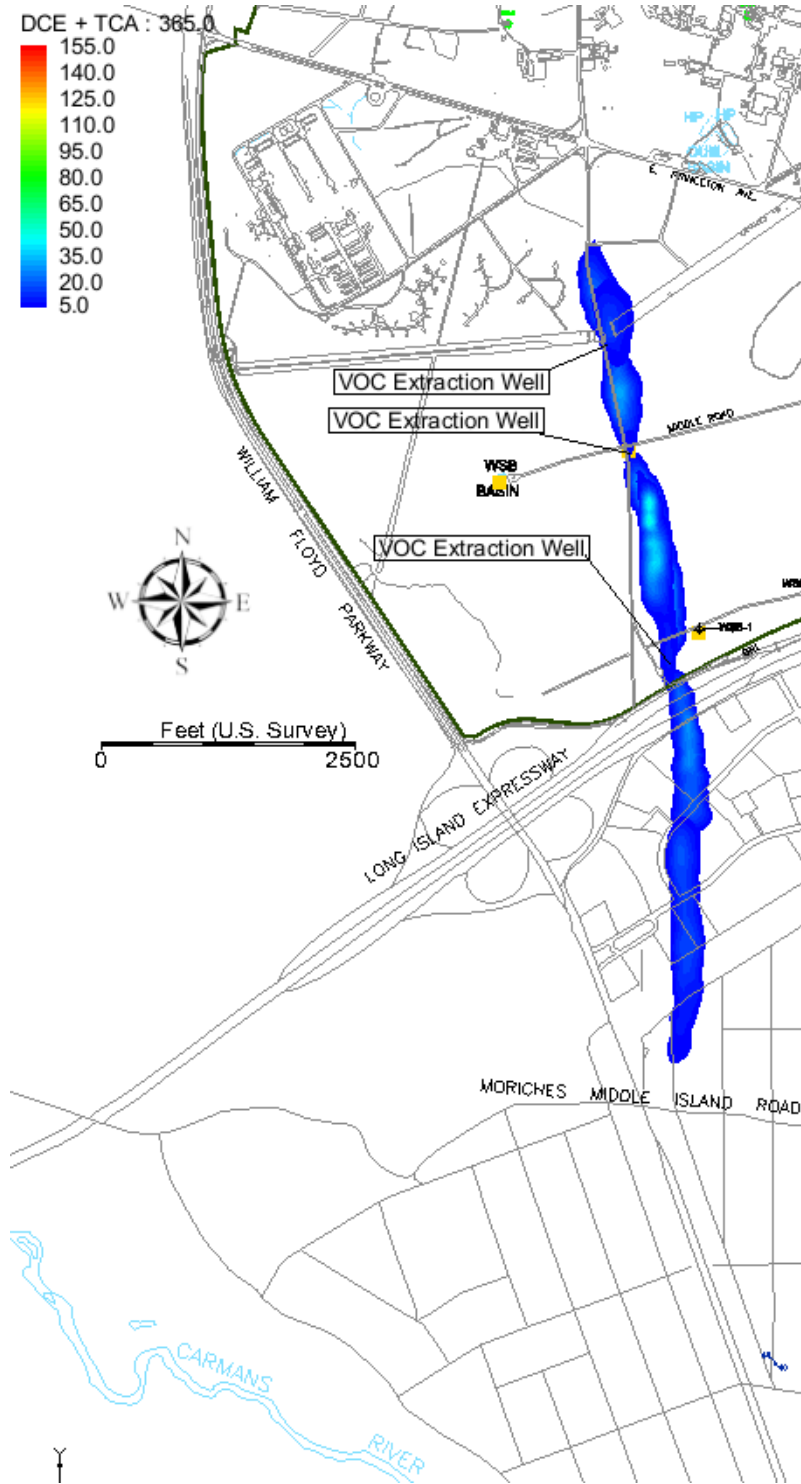 DCE + TCA : 365.0
155.0
140.0
125.0
110.0
95.0
80.0
65.0
50.0
35.0
20.0
5.0
HP HP
E. PRINCETON AVE.
VOC Extraction Well
VOC Extraction Well
MIDDLE ROAD
WSB
BASIN
WILLIAM FLOYD PARKWAY
VOC Extraction Well
N
W E
S
Feet (U.S. Survey)
0 2500
LONG ISLAND EXPRESSWAY
MORICHES MIDDLE ISLAND ROAD
CARMANS RIVER
Y